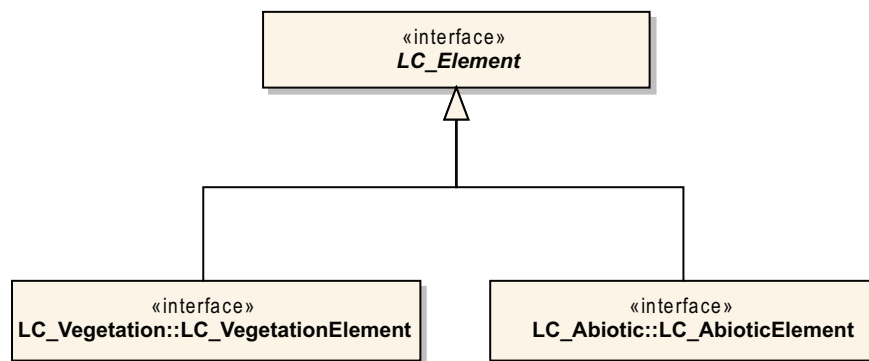 «interface»
LC_Element
«interface»
LC_Vegetation::LC_VegetationElement
«interface»
LC_Abiotic::LC_AbioticElement